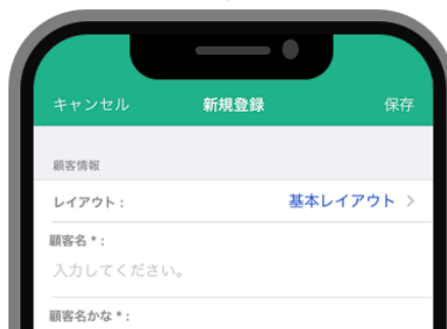 キャンセル 新規登録 保存
顧客情報
レイアウト： 基本レイアウト >
顧客名 *：
入力してください。
顧客名かな *：